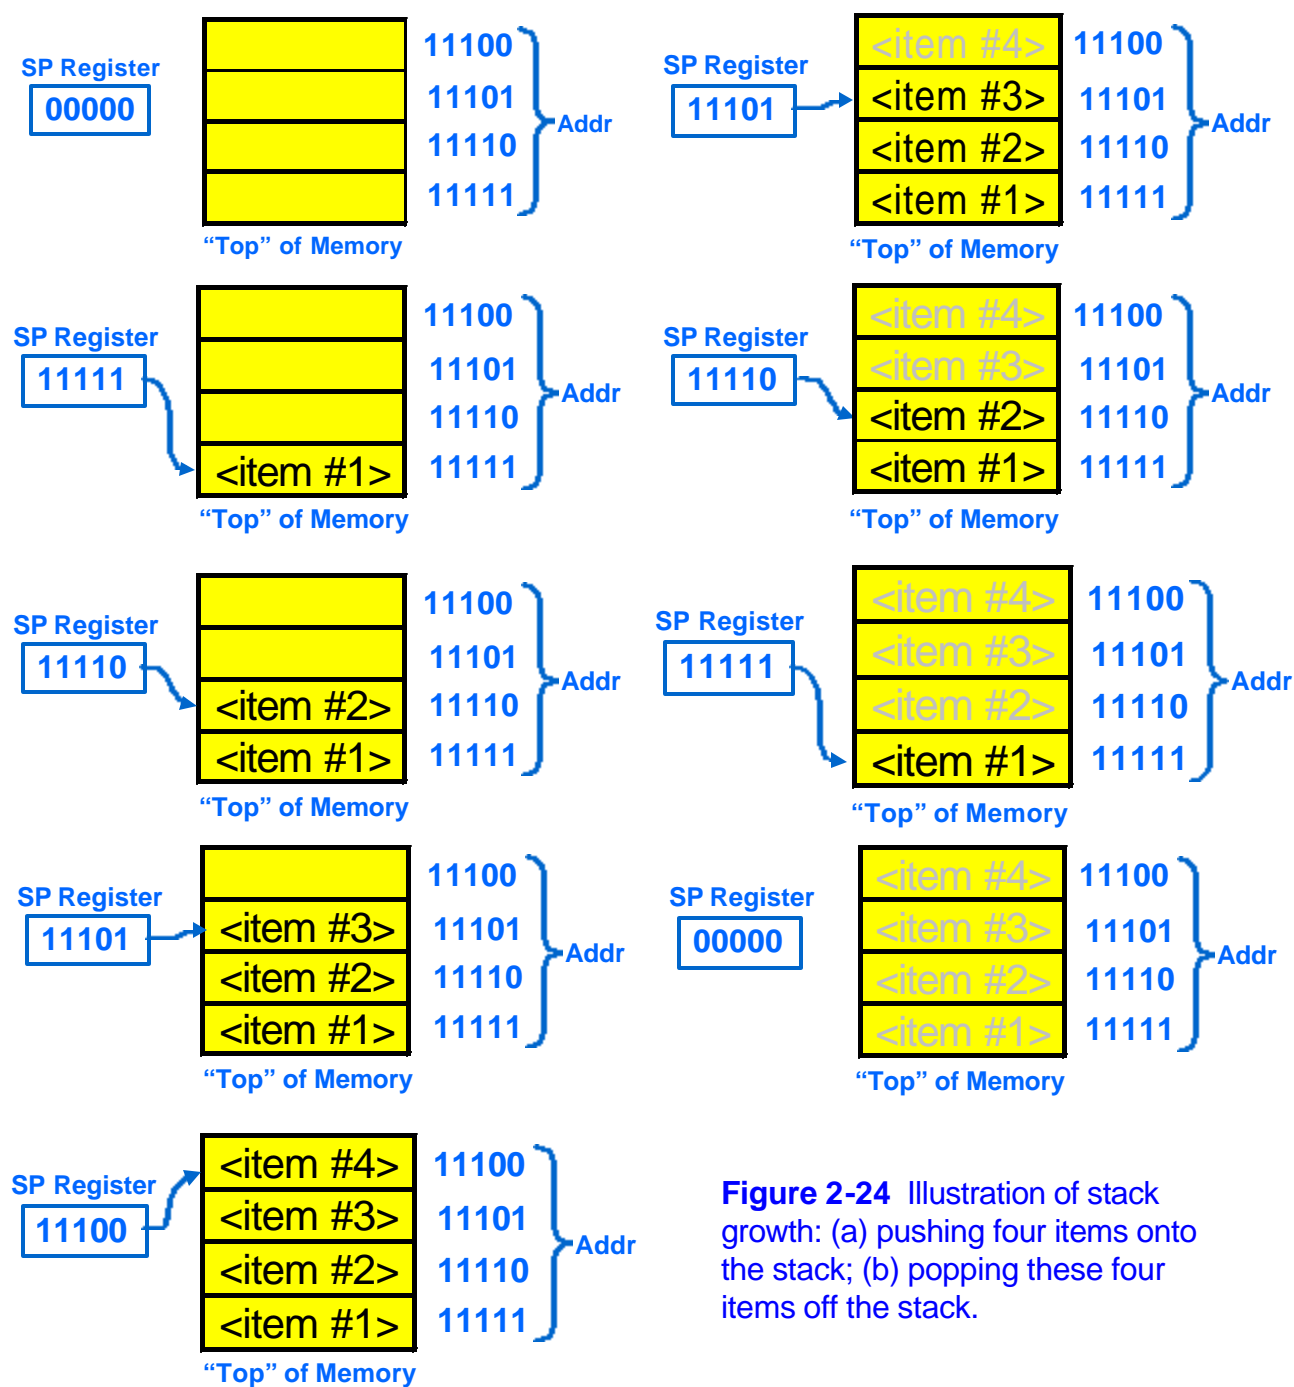 SP Register
00000
11100
11101
11110
11111
Addr
“Top” of Memory
SP Register
11111
<item #1>
11100
11101
11110
11111
Addr
“Top” of Memory
SP Register
11110
<item #2>
<item #1>
11100
11101
11110
11111
Addr
“Top” of Memory
SP Register
11101
<item #3>
<item #2>
<item #1>
11100
11101
11110
11111
Addr
“Top” of Memory
SP Register
11100
<item #4>
<item #3>
<item #2>
<item #1>
11100
11101
11110
11111
Addr
“Top” of Memory
SP Register
11101
<item #4>
<item #3>
<item #2>
<item #1>
11100
11101
11110
11111
Addr
“Top” of Memory
SP Register
11110
<item #4>
<item #3>
<item #2>
<item #1>
11100
11101
11110
11111
Addr
“Top” of Memory
SP Register
11111
<item #4>
<item #3>
<item #2>
<item #1>
11100
11101
11110
11111
Addr
“Top” of Memory
SP Register
00000
<item #4>
<item #3>
<item #2>
<item #1>
11100
11101
11110
11111
Addr
“Top” of Memory
Figure 2-24 Illustration of stack
growth: (a) pushing four items onto
the stack; (b) popping these four
items off the stack.